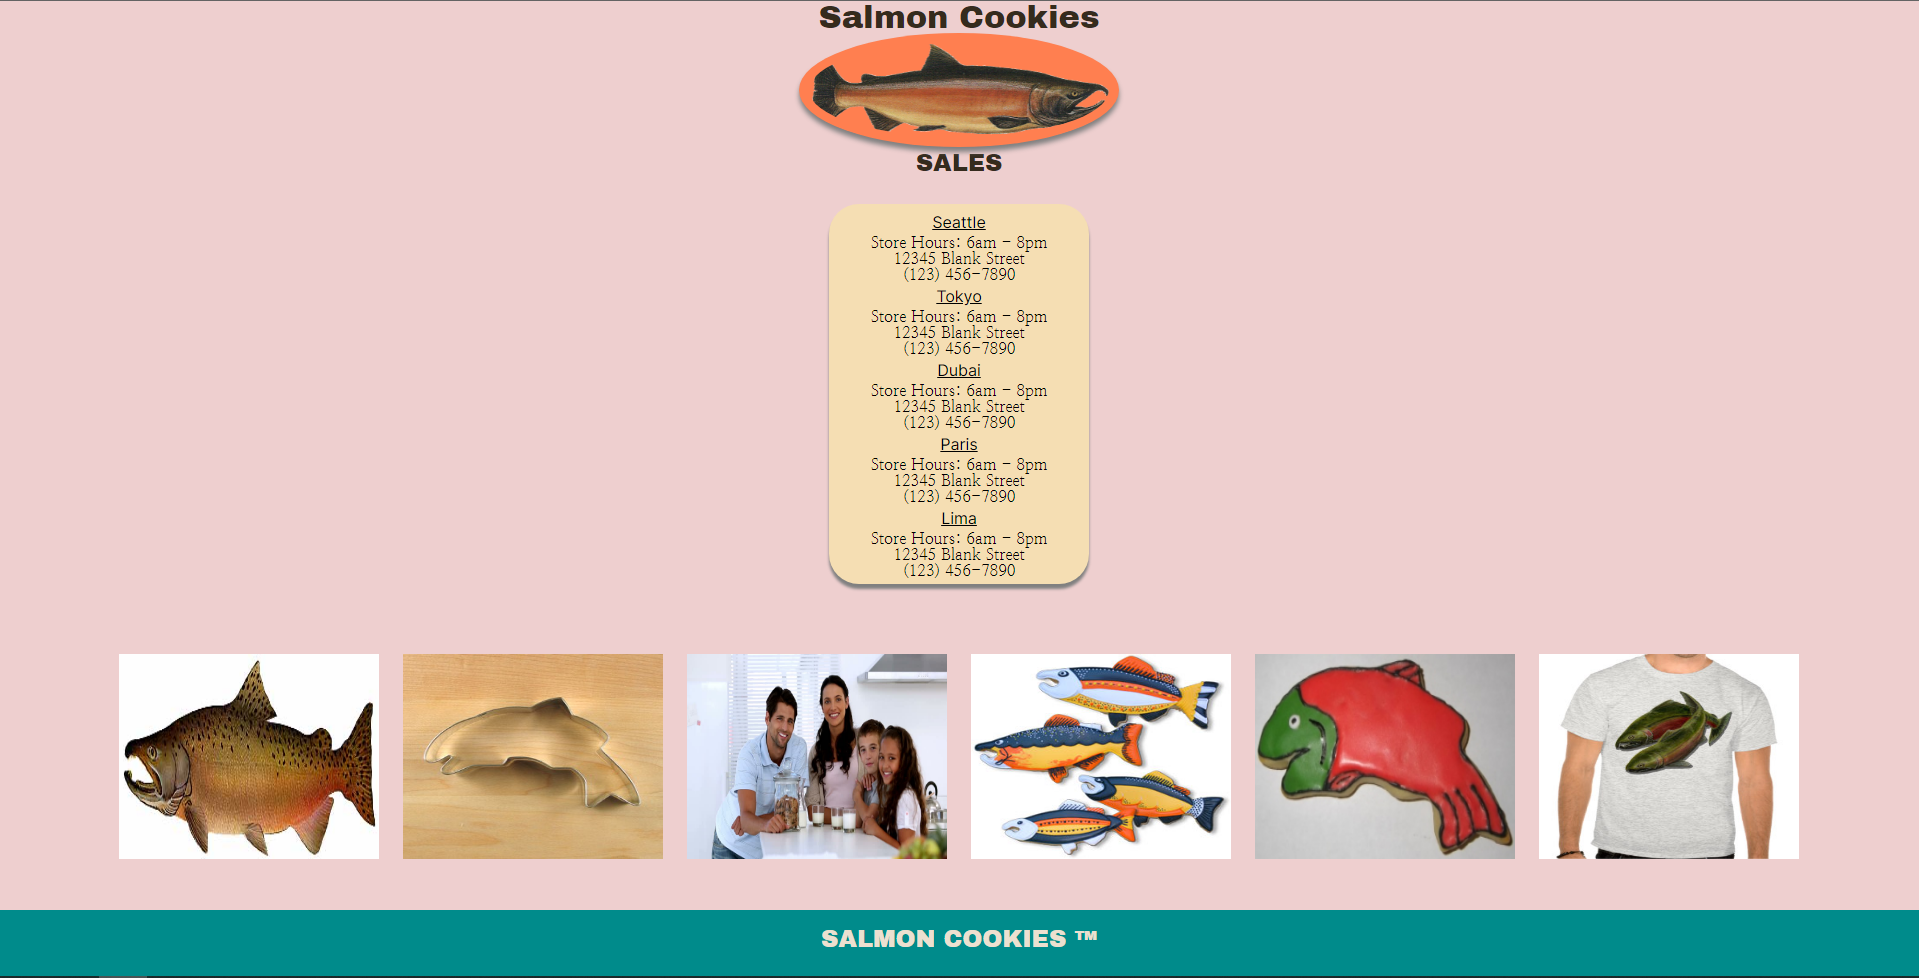 Salmon Cookies
SALES
Seattle
Store Hours: 6am - 8pm
12345 Blank Street
(123) 456-7890
Tokyo
Store Hours: 6am - 8pm
12345 Blank Street
(123) 456-7890
Dubai
Store Hours: 6am - 8pm
12345 Blank Street
(123) 456-7890
Paris
Store Hours: 6am - 8pm
12345 Blank Street
(123) 456-7890
Lima
Store Hours: 6am - 8pm
12345 Blank Street
(123) 456-7890
SALMON COOKIES ™